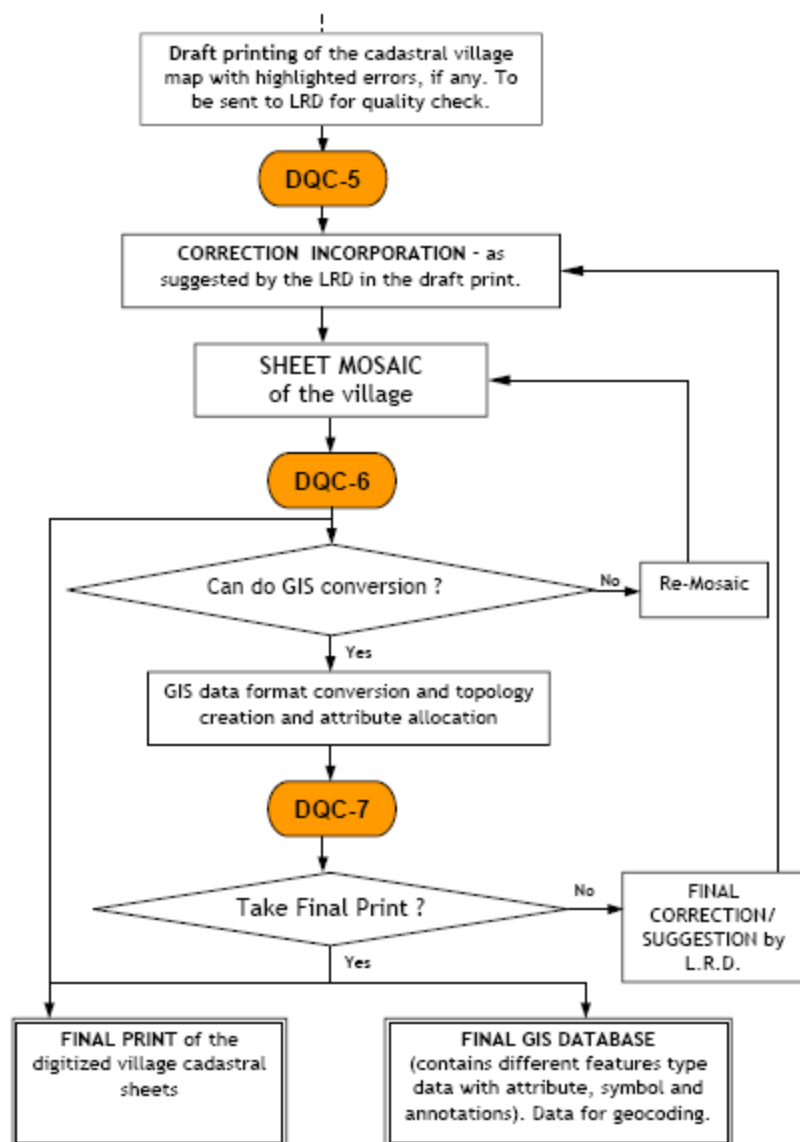 Draft printing of the cadastral village
map with highlighted errors, if any. To
be sent to LRD for quality check.
DQC-5
CORRECTION INCORPORATION - as
suggested by the LRD in the draft print.
SHEET MOSAIC
of the village
DQC-6
Can do GIS conversion ?
No
Re-Mosaic
Yes
GIS data format conversion and topology
creation and attribute allocation
DQC-7
Take Final Print ?
No
FINAL
CORRECTION/
SUGGESTION by
L.R.D.
Yes
FINAL PRINT of the
digitized village cadastral
sheets
FINAL GIS DATABASE
(contains different features type
data with attribute, symbol and
annotations). Data for geocoding.